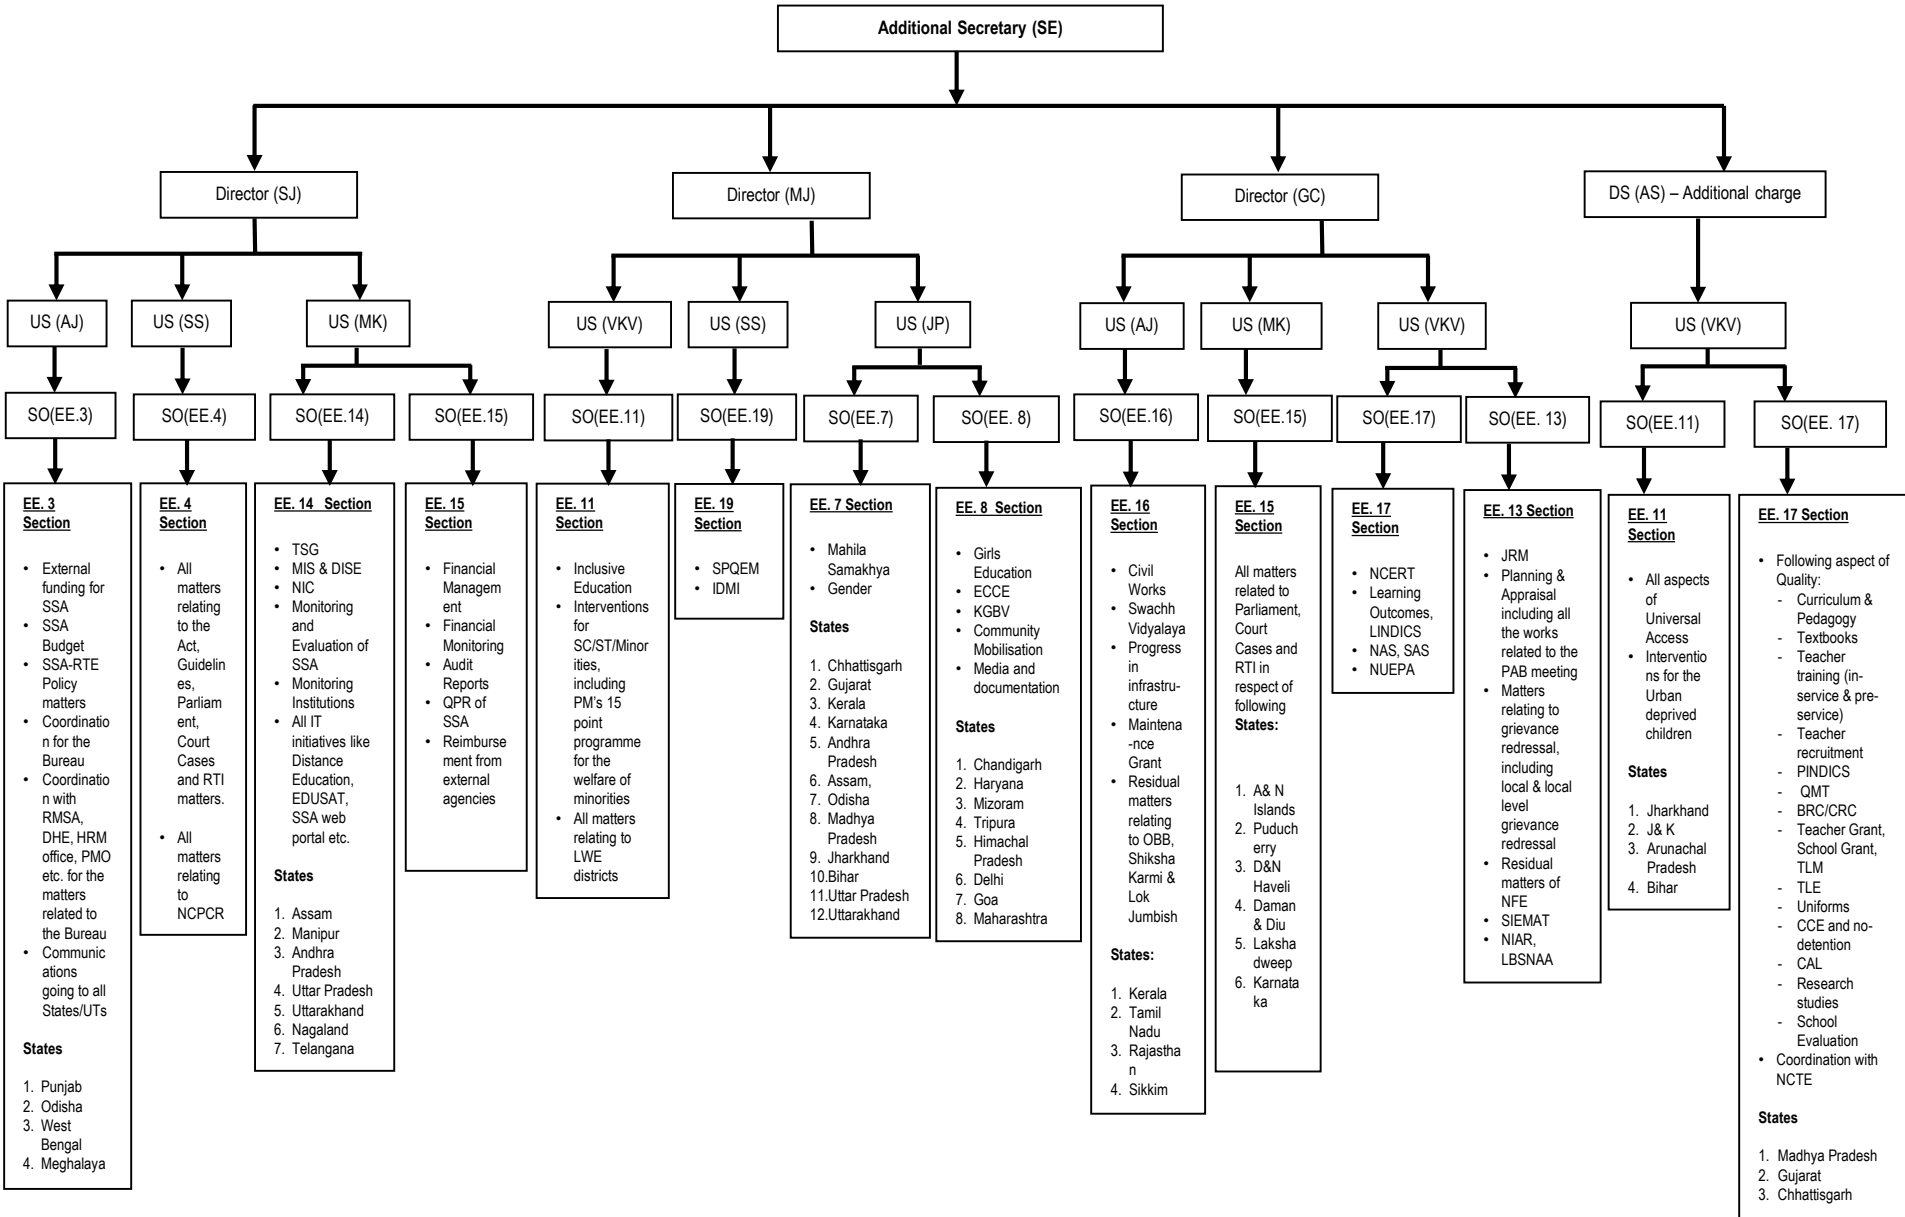 Additional Secretary (SE)
Director (SJ)
Director (MJ)
Director (GC)
DS (AS) – Additional charge
US (AJ)
US (SS)
US (MK)
US (VKV)
US (SS)
US (JP)
US (AJ)
US (MK)
US (VKV)
US (VKV)
SO(EE.3)
SO(EE.4)
SO(EE.14)
SO(EE.15)
SO(EE.11)
SO(EE.19)
SO(EE.7)
SO(EE. 8)
SO(EE.16)
SO(EE.15)
SO(EE.17)
SO(EE. 13)
SO(EE.11)
SO(EE. 17)
EE. 3
Section
• External
funding for
SSA
• SSA
Budget
• SSA-RTE
Policy
matters
• Coordinatio
n for the
Bureau
• Coordinatio
n with
RMSA,
DHE, HRM
office, PMO
etc. for the
matters
related to
the Bureau
• Communic
ations
going to all
States/UTs
States
1. Punjab
2. Odisha
3. West
Bengal
4. Meghalaya
EE. 4
Section
• All
matters
relating
to the
Act,
Guidelin
es,
Parliam
ent,
Court
Cases
and RTI
matters.
• All
matters
relating
to
NCPCR
EE. 14 Section
• TSG
• MIS & DISE
• NIC
• Monitoring
and
Evaluation of
SSA
• Monitoring
Institutions
• All IT
initiatives like
Distance
Education,
EDUSAT,
SSA web
portal etc.
States
1. Assam
2. Manipur
3. Andhra
Pradesh
4. Uttar Pradesh
5. Uttarakhand
6. Nagaland
7. Telangana
EE. 15
Section
• Financial
Managem
ent
• Financial
Monitoring
• Audit
Reports
• QPR of
SSA
• Reimburse
ment from
external
agencies
EE. 11
Section
• Inclusive
Education
• Interventions
for
SC/ST/Minor
ities,
including
PM's 15
point
programme
for the
welfare of
minorities
• All matters
relating to
LWE
districts
EE.
19
Section
• SPQEM
• IDMI
EE. 7 Section
• Mahila
Samakhya
• Gender
States
1. Chhattisgarh
2. Gujarat
3. Kerala
4. Karnataka
5. Andhra
Pradesh
6. Assam,
7. Odisha
8. Madhya
Pradesh
9. Jharkhand
10.Bihar
11.Uttar Pradesh
12.Uttarakhand
EE. 8 Section
• Girls
Education
• ECCE
• KGBV
• Community
Mobilisation
• Media and
documentation
States
1. Chandigarh
2. Haryana
3. Mizoram
4. Tripura
5. Himachal
Pradesh
6. Delhi
7. Goa
8. Maharashtra
EE. 16
Section
• Civil
Works
• Swachh
Vidyalaya
• Progress
in
infrastru-
cture
• Maintena
-nce
Grant
• Residual
matters
relating
to OBB,
Shiksha
Karmi &
Lok
Jumbish
States:
1. Kerala
2. Tamil
Nadu
3. Rajastha
n
4. Sikkim
EE. 15
Section
All matters
related to
Parliament,
Court
Cases and
RTI in
respect of
following
States:
1. A& N
Islands
2. Puduch
erry
3. D&N
Haveli
4. Daman
& Diu
5. Laksha
dweep
6. Karnata
ka
EE. 17
Section
• NCERT
• Learning
Outcomes,
LINDICS
• NAS, SAS
• NUEPA
EE. 13 Section
• JRM
• Planning &
Appraisal
including all
the works
related to the
PAB meeting
• Matters
relating to
grievance
redressal,
including
local & local
level
grievance
redressal
• Residual
matters of
NFE
• SIEMAT
• NIAR,
LBSNAA
EE. 11
Section
• All aspects
of
Universal
Access
• Interventio
ns for the
Urban
deprived
children
States
1. Jharkhand
2. J& K
3. Arunachal
Pradesh
4. Bihar
EE. 17 Section
• Following aspect of
Quality:
- Curriculum &
Pedagogy
- Textbooks
- Teacher
training (in-
service & pre-
service)
- Teacher
recruitment
- PINDICS
- QMT
- BRC/CRC
- Teacher Grant,
School Grant,
TLM
- TLE
- Uniforms
- CCE and no-
detention
- CAL
- Research
studies
- School
Evaluation
• Coordination with
NCTE
States
1. Madhya Pradesh
2. Gujarat
3. Chhattisgarh